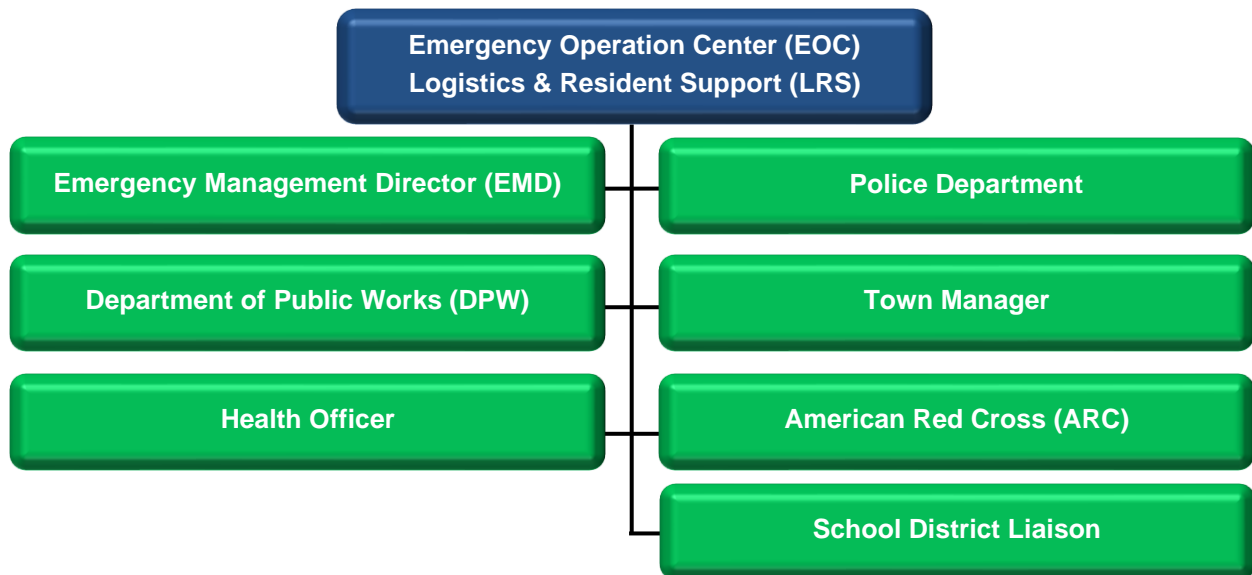 Emergency Operation Center (EOC)
Logistics & Resident Support (LRS)
Emergency Management Director (EMD)
Police Department
Department of Public Works (DPW)
Town Manager
Health Officer
American Red Cross (ARC)
School District Liaison